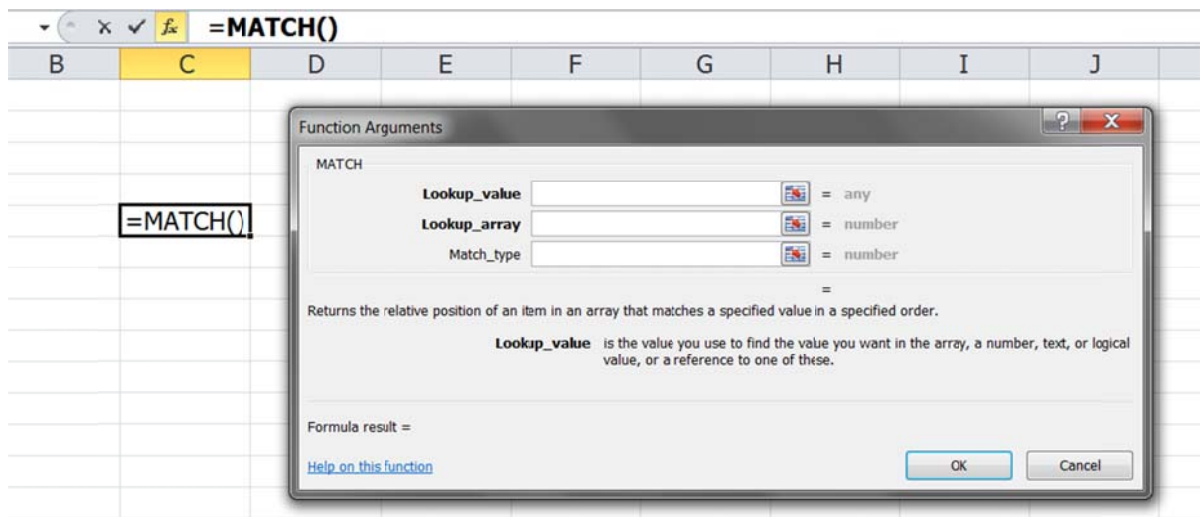 fx =MATCH()
B C D E F G H I J
Function Arguments ? X
MATCH
Lookup_value = any
=MATCH() Lookup_array = number
Match_type = number
=
Returns the relative position of an item in an array that matches a specified value in a specified order.
Lookup_value is the value you use to find the value you want in the array, a number, text, or logical
value, or a reference to one of these.
Formula result =
Help on this function OK Cancel